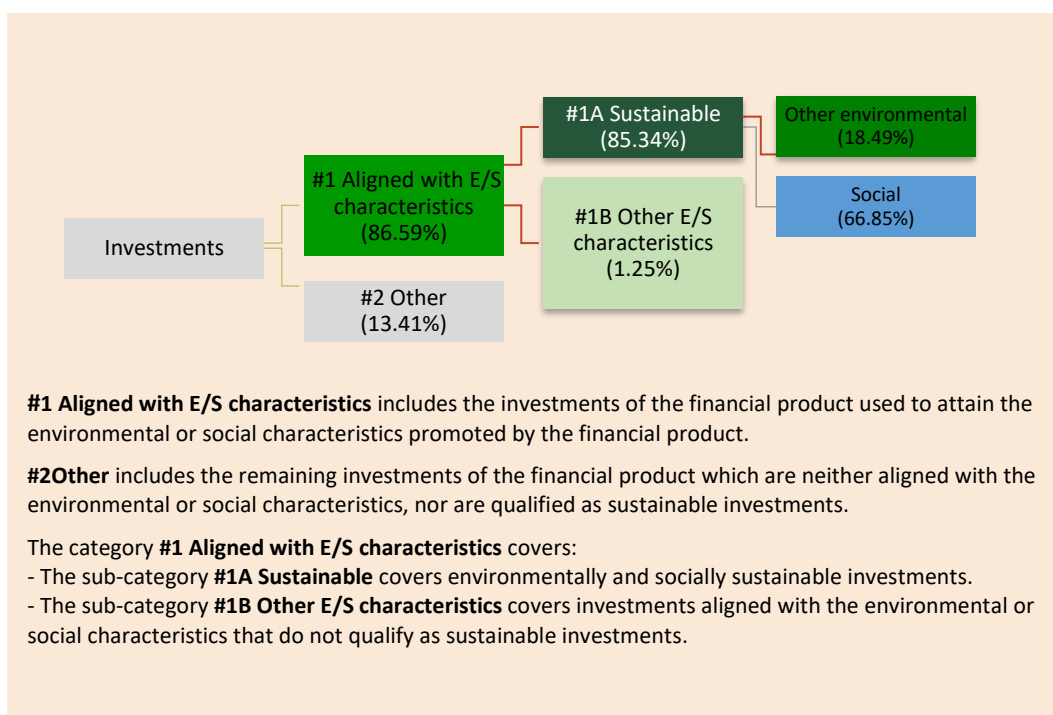 #1A Sustainable
(85.34%)
Other environmental
(18.49%)
#1 Aligned with E/S
characteristics
(86.59%)
Social
(66.85%)
#1B Other E/S
characteristics
(1.25%)
Investments
#2 Other
(13.41%)
#1 Aligned with E/S characteristics includes the investments of the financial product used to attain the
environmental or social characteristics promoted by the financial product.
#2Other includes the remaining investments of the financial product which are neither aligned with the
environmental or social characteristics, nor are qualified as sustainable investments.
The category #1 Aligned with E/S characteristics covers:
- The sub-category #1A Sustainable covers environmentally and socially sustainable investments.
- The sub-category #1B Other E/S characteristics covers investments aligned with the environmental or
social characteristics that do not qualify as sustainable investments.